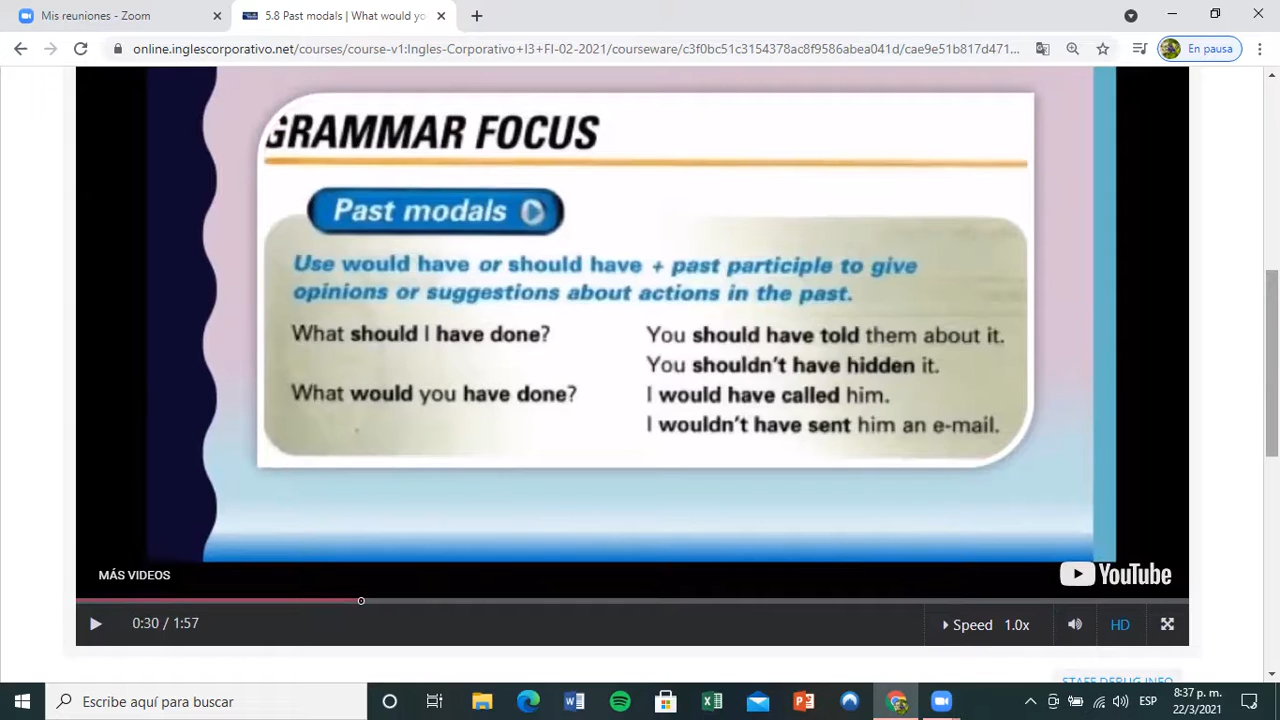 Mis reuniones - Zoom
5.8 Past modals | What would yo
online.inglescorporativo.net/courses/course-v1:Ingles-Corporativo+I3+FI-02-2021/courseware/c3f0bc51c3154378ac8f9586abea041d/cae9e51b817d471...
En pausa
GRAMMAR FOCUS
Past modals
Use would have or should have + past participle to give
opinions or suggestions about actions in the past.
What should I have done?
You should have told them about it.
You shouldn't have hidden it.
What would you have done?
I would have called him.
I wouldn't have sent him an e-mail.
MÁS VIDEOS
YouTube
0:30 / 1:57
Speed 1.0x
HD
STAFF DEBUG INFO
Escribe aquí para buscar
ESP
8:37 p. m.
22/3/2021